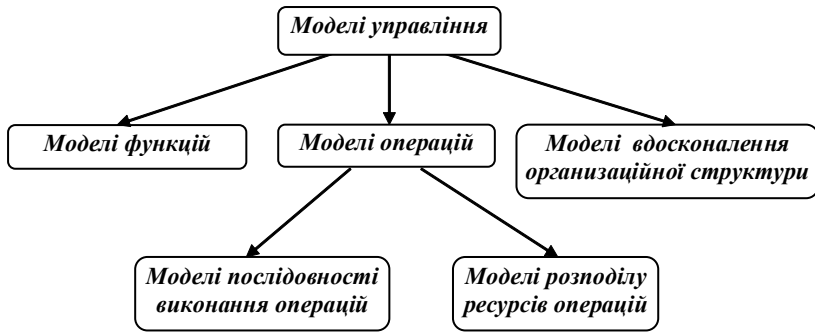 Моделі управління
Моделі функцій
Моделі операцій
Моделі вдосконалення
организаційної структури
Моделі послідовності
виконання операцій
Моделі розподілу
ресурсів операцій